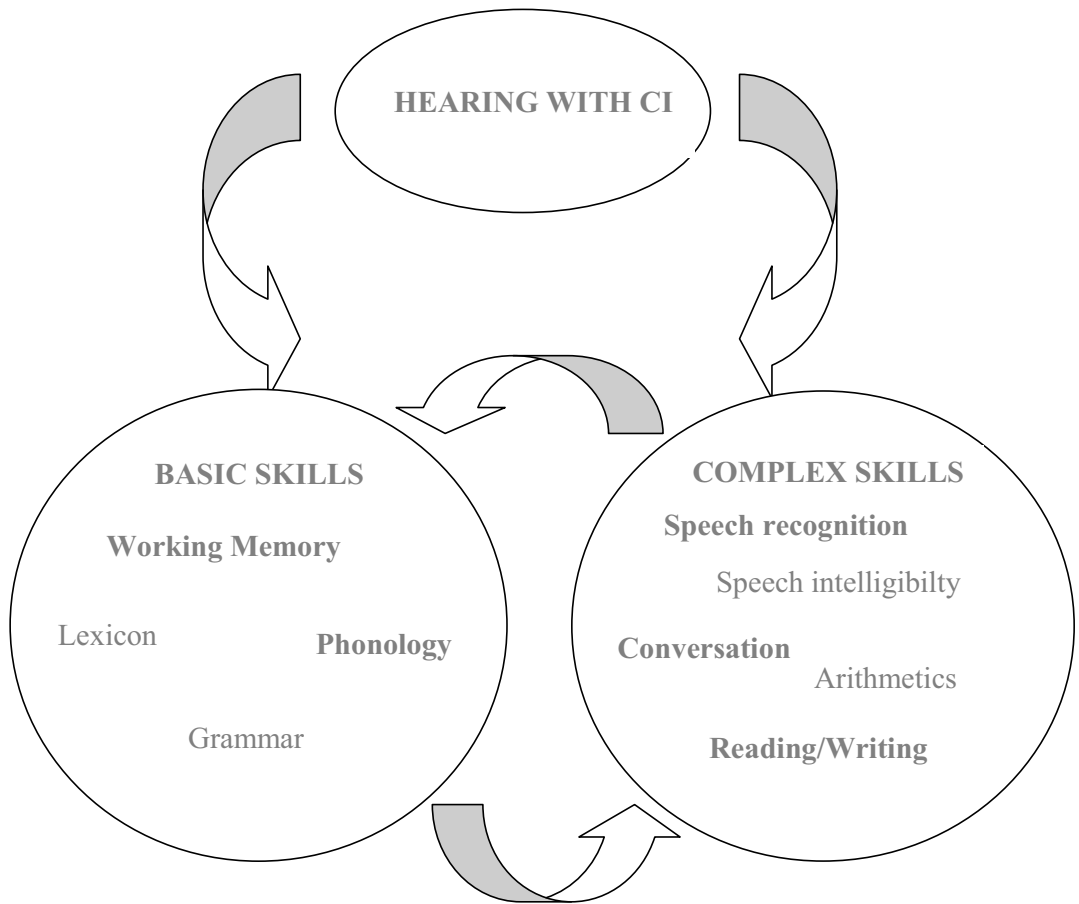 HEARING WITH CI
BASIC SKILLS
Working Memory
Lexicon
Phonology
Grammar
COMPLEX SKILLS
Speech recognition
Speech intelligibilty
Conversation
Arithmetics
Reading/Writing